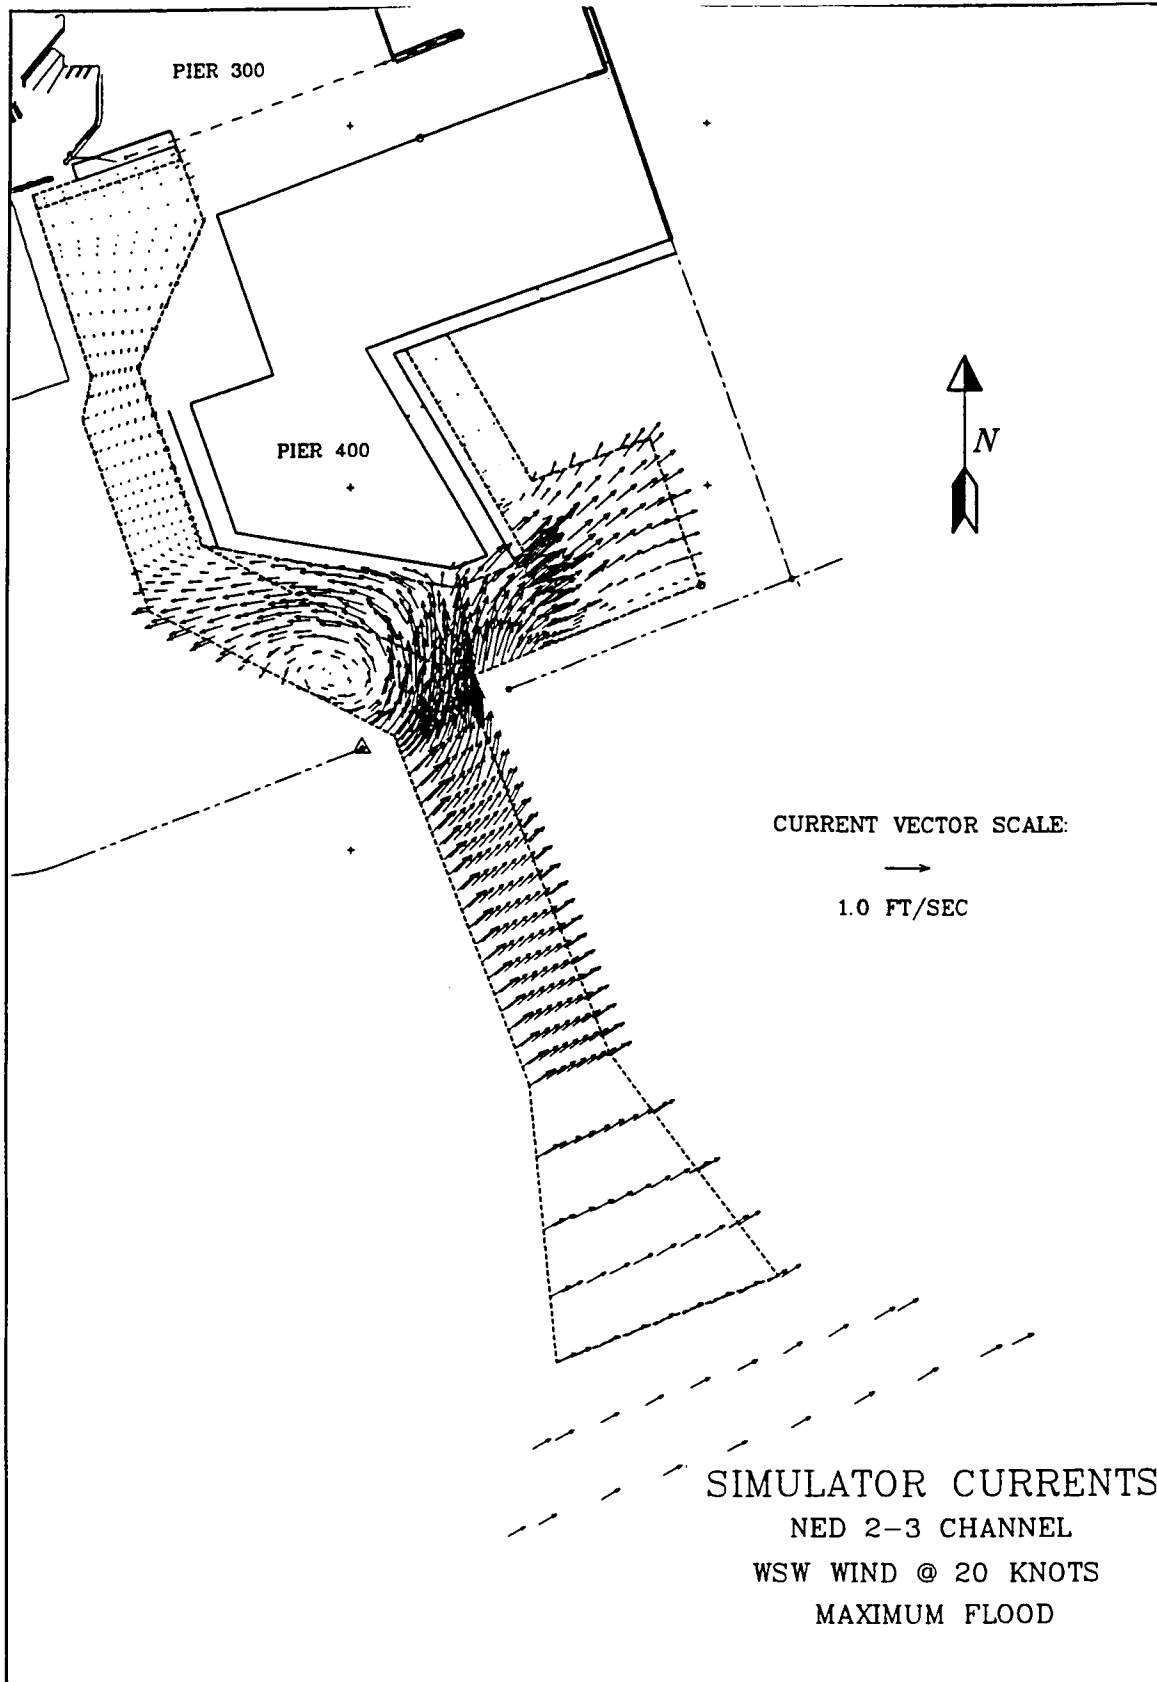 PIER 300
N
PIER 400
CURRENT VECTOR SCALE:
1.0 FT/SEC
SIMULATOR CURRENTS
NED 2-3 CHANNEL
WSW WIND @ 20 KNOTS
MAXIMUM FLOOD